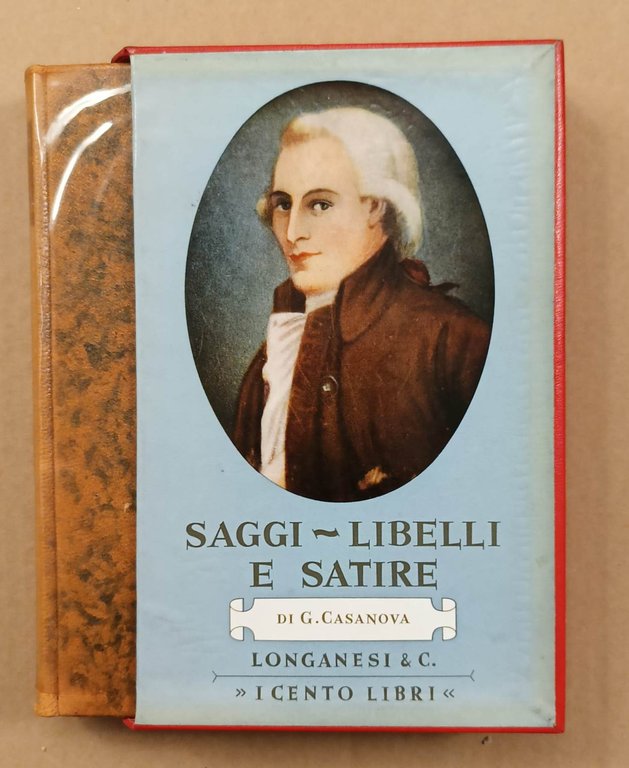 SAGGI ~ LIBELLI
E SATIRE
DI G. CASANOVA
LONGANESI & C.
» I CENTO LIBRI «